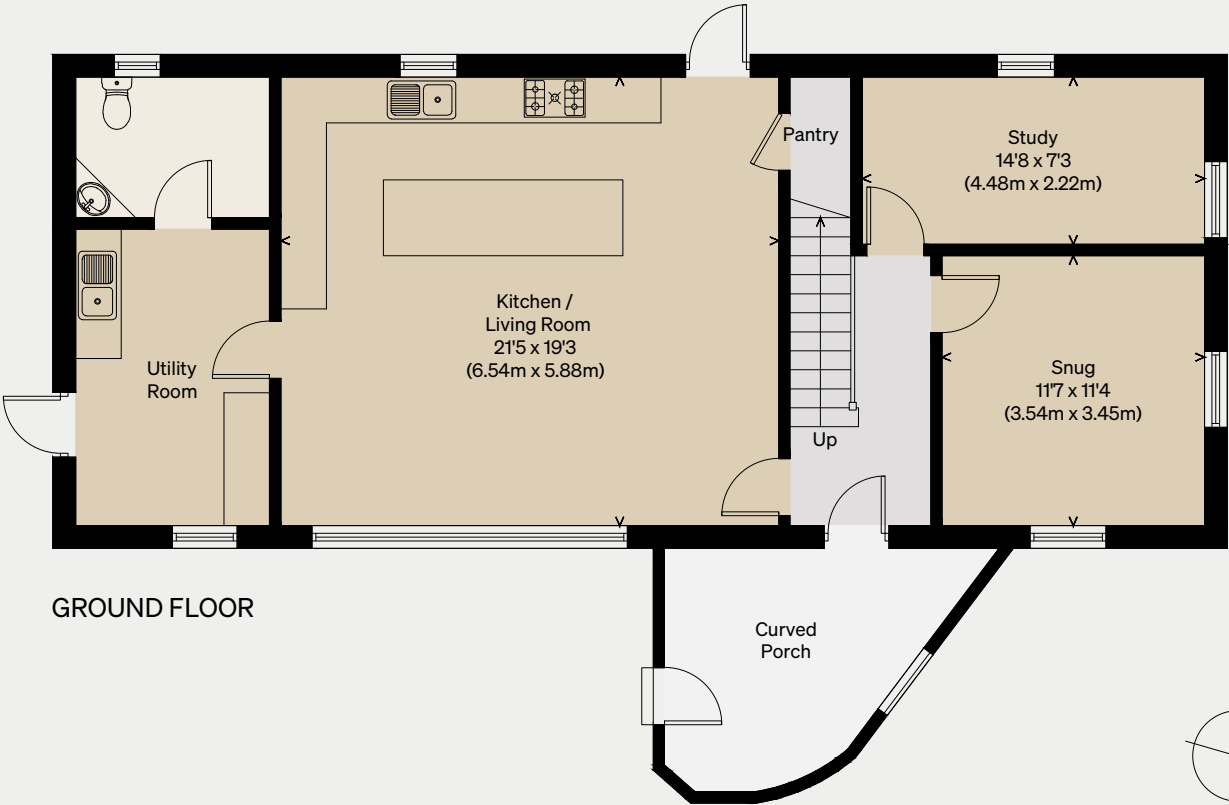 Pantry
Study
14'8 x 7'3
(4.48m x 2.22m)
Kitchen /
Living Room
21'5 x 19'3
(6.54m x 5.88m)
Utility
Room
Snug
11'7 x 11'4
(3.54m x 3.45m)
Up
GROUND FLOOR
Curved
Porch